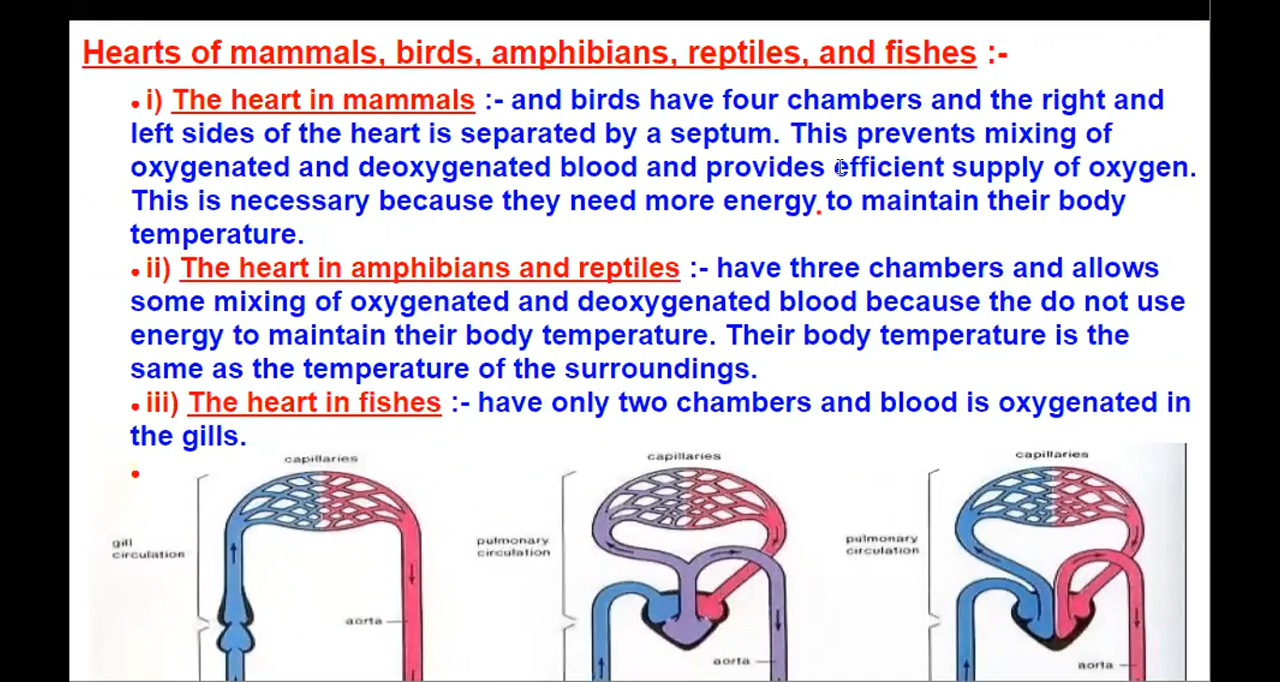 Hearts of mammals, birds, amphibians, reptiles, and fishes :-
• i) The heart in mammals :- and birds have four chambers and the right and
left sides of the heart is separated by a septum. This prevents mixing of
oxygenated and deoxygenated blood and provides efficient supply of oxygen.
This is necessary because they need more energy to maintain their body
temperature.
• ii) The heart in amphibians and reptiles :- have three chambers and allows
some mixing of oxygenated and deoxygenated blood because the do not use
energy to maintain their body temperature. Their body temperature is the
same as the temperature of the surroundings.
• iii) The heart in fishes :- have only two chambers and blood is oxygenated in
the gills.
•
capillaries
gill
circulation
aorta
capillaries
pulmonary
circulation
aorta
capillaries
pulmonary
circulation
aorta